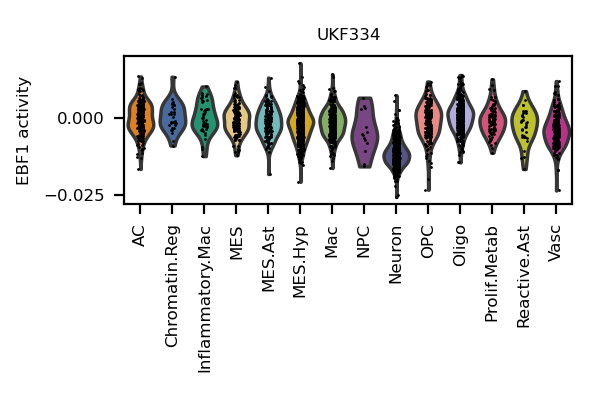 UKF334
EBF1 activity
0.000
−0.025
AC
Chromatin.Reg
Inflammatory.Mac
MES
MES.Ast
MES.Hyp
Mac
NPC
Neuron
OPC
Oligo
Prolif.Metab
Reactive.Ast
Vasc